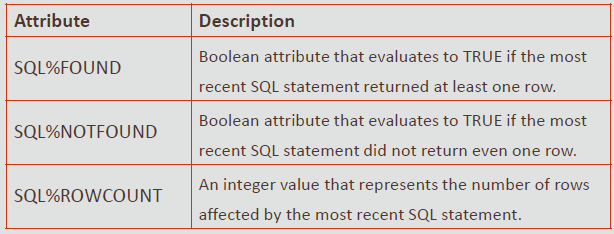 Attribute Description
SQL%FOUND
Boolean attribute that evaluates to TRUE if the most
recent SQL statement returned at least one row.
SQL%NOTFOUND
Boolean attribute that evaluates to TRUE if the most
recent SQL statement did not return even one row.
SQL%ROWCOUNT
An integer value that represents the number of rows
affected by the most recent SQL statement.